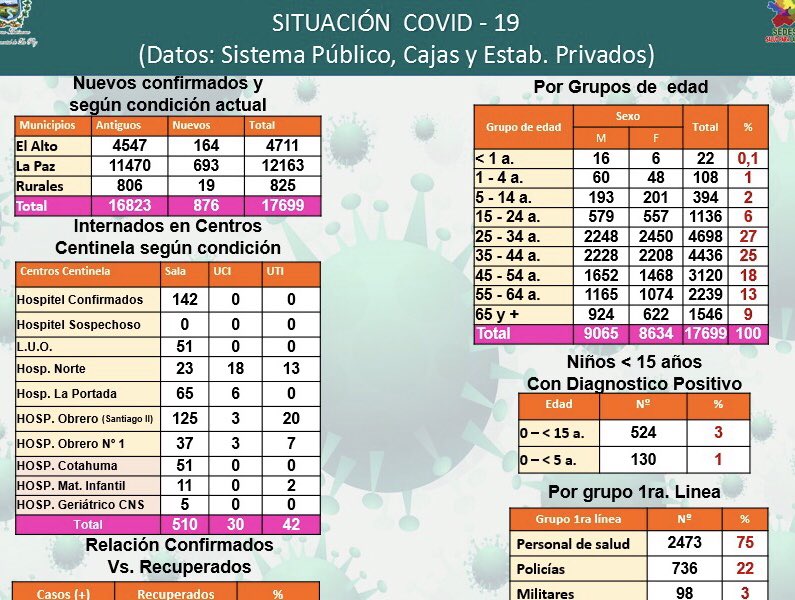 SITUACIÓN COVID - 19
(Datos: Sistema Público, Cajas y Estab. Privados)
Nuevos confirmados y
según condición actual
Municipios Antiguos Nuevos Total
El Alto 4547 164 4711
La Paz 11470 693 12163
Rurales 806 19 825
Total 16823 876 17699
Internados en Centros
Centinela según condición
Centros Centinela Sala UCI UTI
Hospitel Confirmados 142 0 0
Hospitel Sospechoso 0 0 0
L.U.O. 51 0 0
Hosp. Norte 23 18 13
Hosp. La Portada 65 6 0
HOSP. Obrero (Santiago II) 125 3 20
HOSP. Obrero N° 1 37 3 7
HOSP. Cotahuma 51 0 0
HOSP. Mat. Infantil 11 0 2
HOSP. Geriátrico CNS 5 0 0
Total 510 30 42
Relación Confirmados
Vs. Recuperados
Casos (+) Recuperados %
Por Grupos de edad
Grupo de edad Sexo Total %
M F
< 1 a. 16 6 22 0,1
1 - 4 a. 60 48 108 1
5 - 14 a. 193 201 394 2
15 - 24 a. 579 557 1136 6
25 - 34 a. 2248 2450 4698 27
35 - 44 a. 2228 2208 4436 25
45 - 54 a. 1652 1468 3120 18
55 - 64 a. 1165 1074 2239 13
65 y + 924 622 1546 9
Total 9065 8634 17699 100
Niños < 15 años
Con Diagnostico Positivo
Edad Nº %
0 – < 15 a. 524 3
0 – < 5 a. 130 1
Por grupo 1ra. Linea
Grupo 1ra línea Nº %
Personal de salud 2473 75
Policías 736 22
Militares 98 3